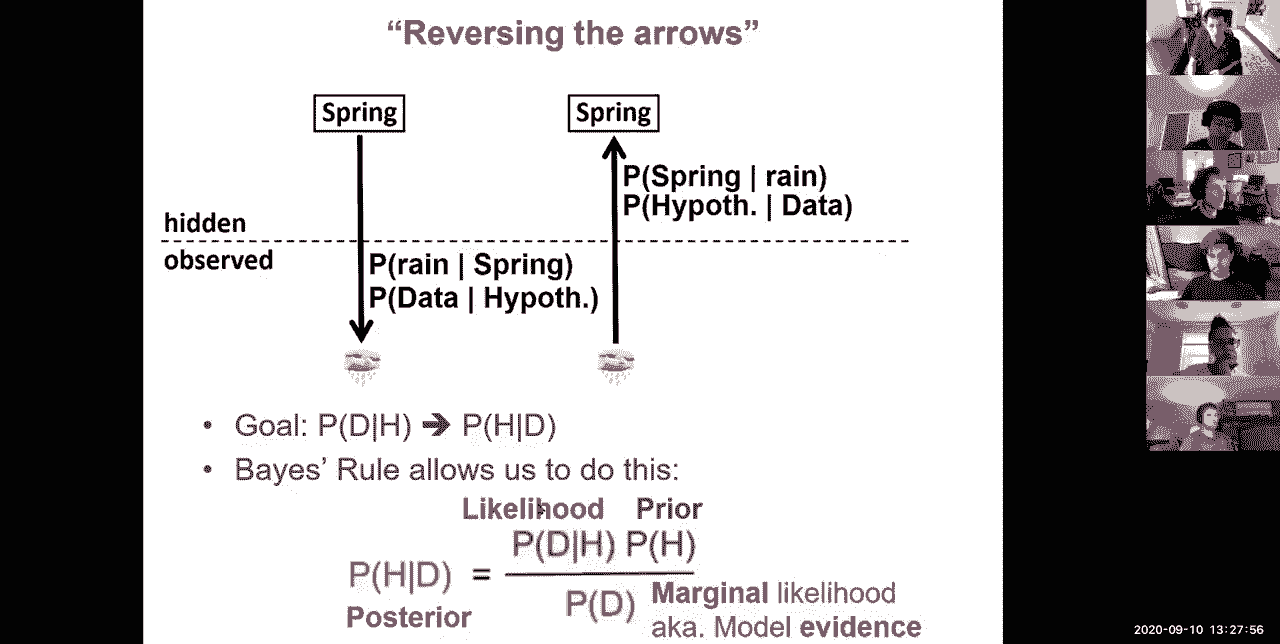 “Reversing the arrows”
Spring Spring
P(Spring | rain)
P(Hypoth. | Data)
hidden
observed
P(rain | Spring)
P(Data | Hypoth.)
• Goal: P(D|H) ➔ P(H|D)
• Bayes’ Rule allows us to do this:
Likelihood Prior
P(D|H) P(H)
P(H|D) =
P(D)
Posterior
Marginal likelihood
aka. Model evidence
2020-09-10 13:27:56